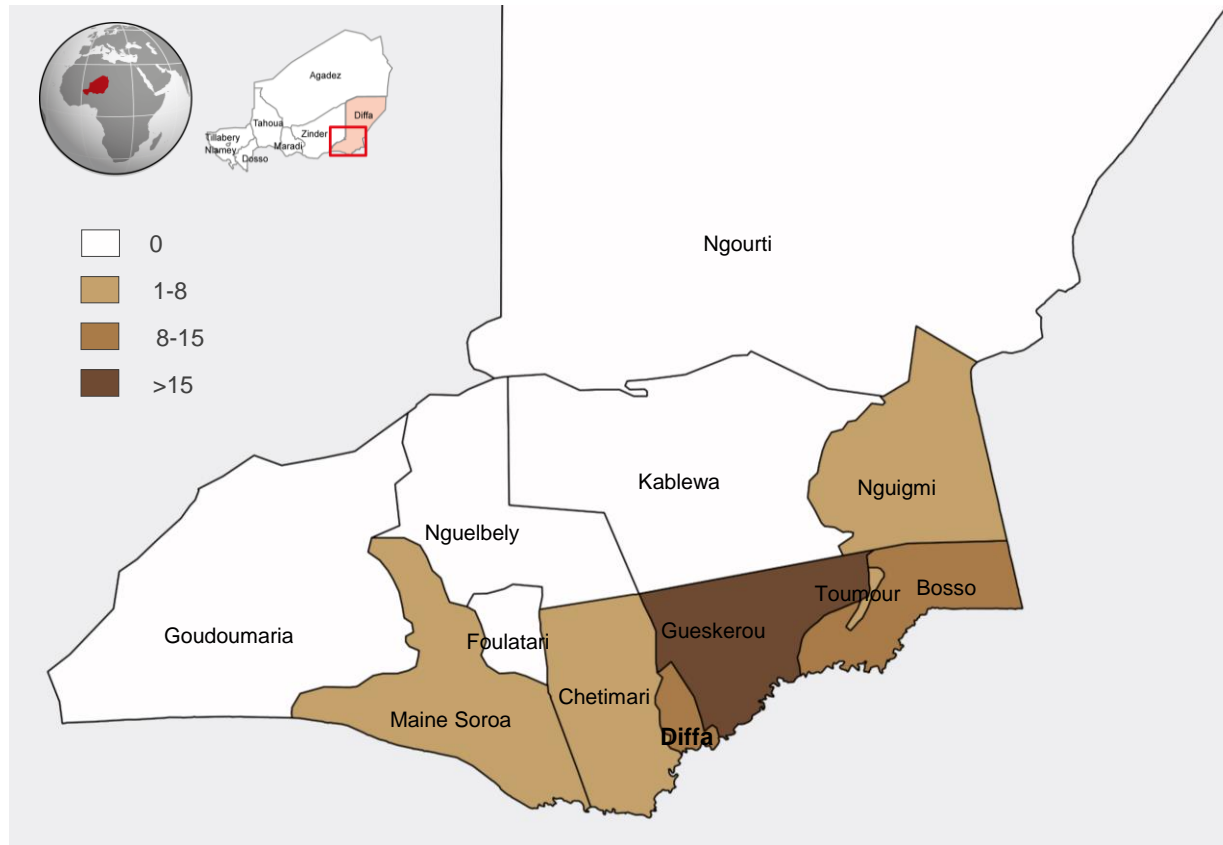 Agadez
Diffa
Tahoua
Zinder
Tillabery
Maradi
Niamey
Dosso
0
1-8
8-15
>15
Ngourti
Kablewa
Nguigmi
Nguelbely
Toumour
Bosso
Goudoumaria
Foulatari
Gueskerou
Chetimari
Maine Soroa
Diffa